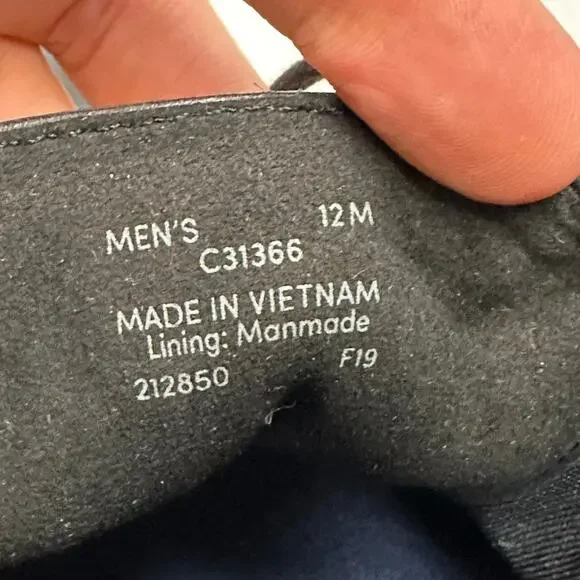 MEN'S 12 M
C31366
MADE IN VIETNAM
Lining: Manmade
212850 F19